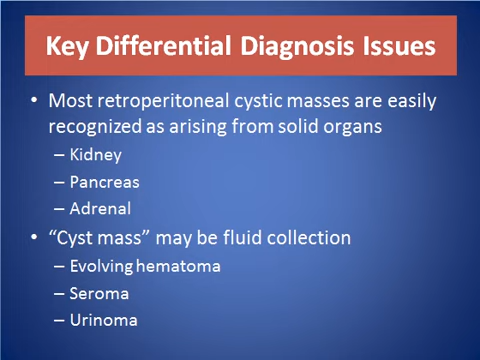 Key Differential Diagnosis Issues
• Most retroperitoneal cystic masses are easily
recognized as arising from solid organs
– Kidney
– Pancreas
– Adrenal
• “Cyst mass” may be fluid collection
– Evolving hematoma
– Seroma
– Urinoma